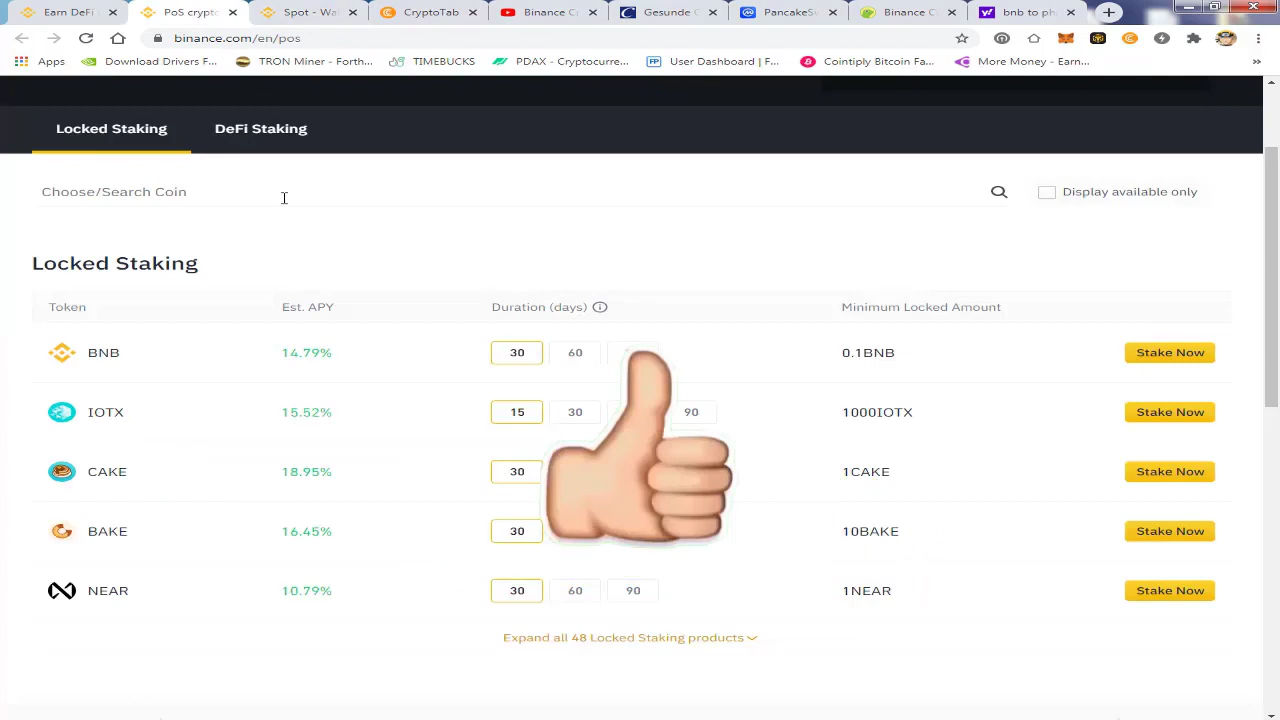 Earn DeFi
PoS crypt
Spot - Wa
CryptoTab
Binanc
Gesunde
PancakeSw
Binance C
bnb to ph
binance.com/en/pos
Apps
Download Drivers F...
TRON Miner - Forth...
TIMEBUCKS
PDAX - Cryptocurre...
User Dashboard | F...
Cointiply Bitcoin Fa...
More Money - Earn...
Locked Staking
DeFi Staking
Choose/Search Coin
Display available only
Locked Staking
Token Est. APY Duration (days) Minimum Locked Amount
BNB 14.79% 30 60 0.1BNB Stake Now
IOTX 15.52% 15 30 90 1000IOTX Stake Now
CAKE 18.95% 30 1CAKE Stake Now
BAKE 16.45% 30 10BAKE Stake Now
NEAR 10.79% 30 60 90 1NEAR Stake Now
Expand all 48 Locked Staking products